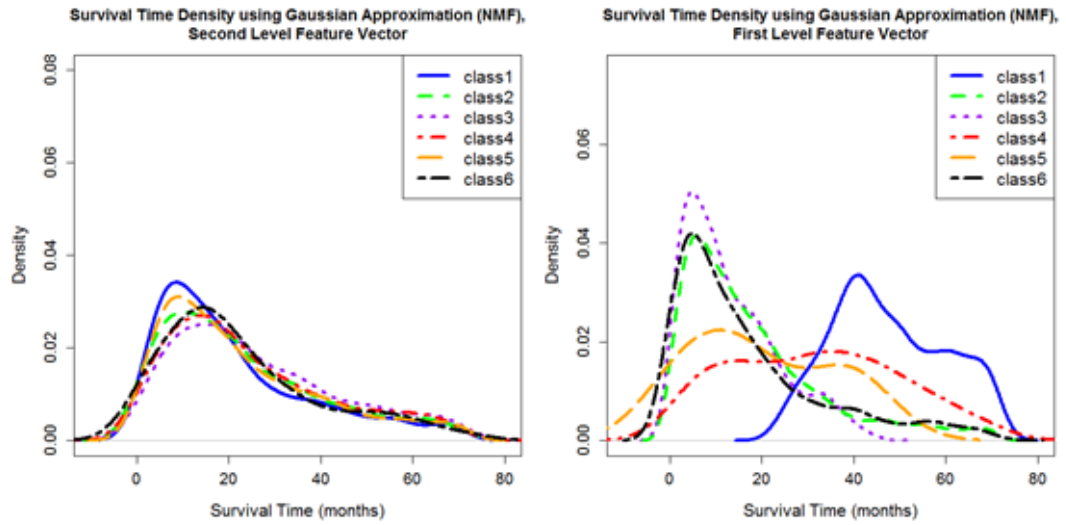 Survival Time Density using Gaussian Approximation (NMF),
Second Level Feature Vector
class1
class2
class3
class4
class5
class6
Density
0.00
0.02
0.04
0.06
0.08
0
20
40
60
80
Survival Time (months)
Survival Time Density using Gaussian Approximation (NMF),
First Level Feature Vector
class1
class2
class3
class4
class5
class6
Density
0.00
0.02
0.04
0.06
0
20
40
60
80
Survival Time (months)